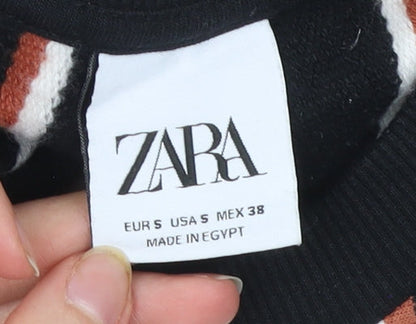 ZARA
EUR S USA S MEX 38
MADE IN EGYPT